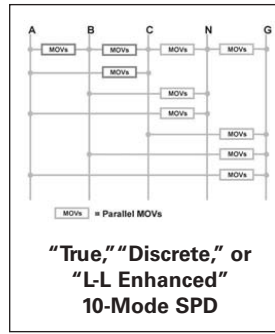 A B C N G
MOVs MOVs MOVs MOVs
MOVs
MOVs
MOVs
MOVs
MOVs
MOVs
MOVs = Parallel MOVs
“True,” “Discrete,” or
“L-L Enhanced”
10-Mode SPD